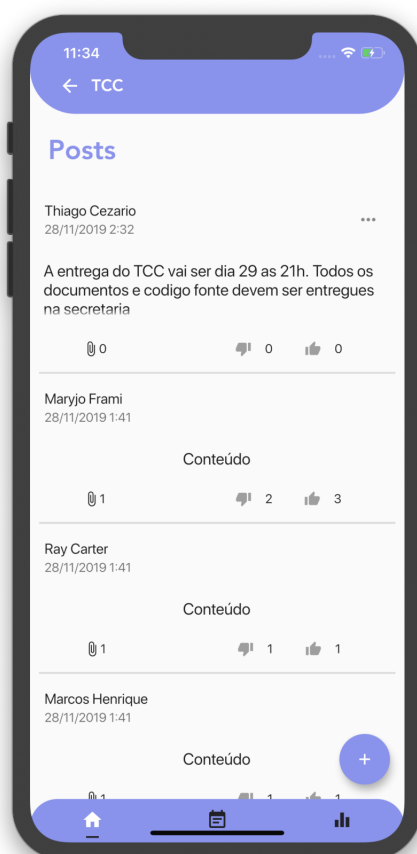 11:34
TCC
Posts
Thiago Cezario
28/11/2019 2:32
A entrega do TCC vai ser dia 29 as 21h. Todos os
documentos e codigo fonte devem ser entregues
na secretaria
0 0 0
Maryjo Frami
28/11/2019 1:41
Conteúdo
1 2 3
Ray Carter
28/11/2019 1:41
Conteúdo
1 1 1
Marcos Henrique
28/11/2019 1:41
Conteúdo
1 1 1